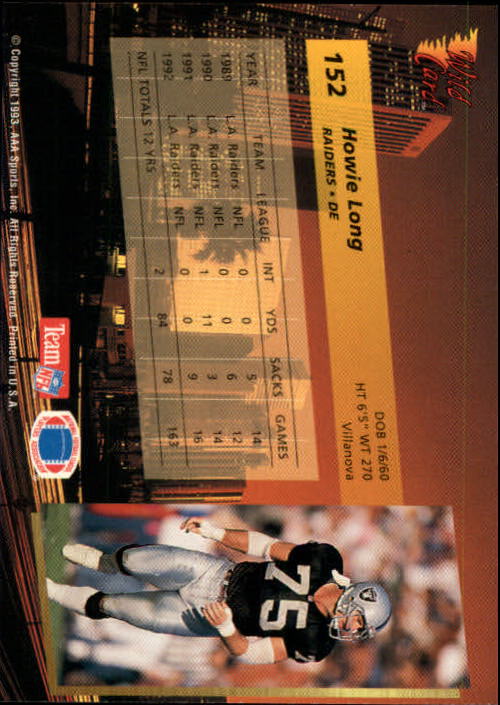 Wild Card
152 Howie Long
RAIDERS • DE
DOB 1/6/60
HT 6'5" WT 270
Villanova
YEAR TEAM LEAGUE INT YDS SACKS GAMES
1989 L.A. Raiders NFL 0 0 5 14
1990 L.A. Raiders NFL 0 0 6 12
1991 L.A. Raiders NFL 1 11 3 14
1992 L.A. Raiders NFL 0 0 9 16
NFL TOTALS 12 YRS 2 84 78 163
75
Team NFL
© Copyright 1993, AAA Sports, Inc. All Rights Reserved. Printed in U.S.A.